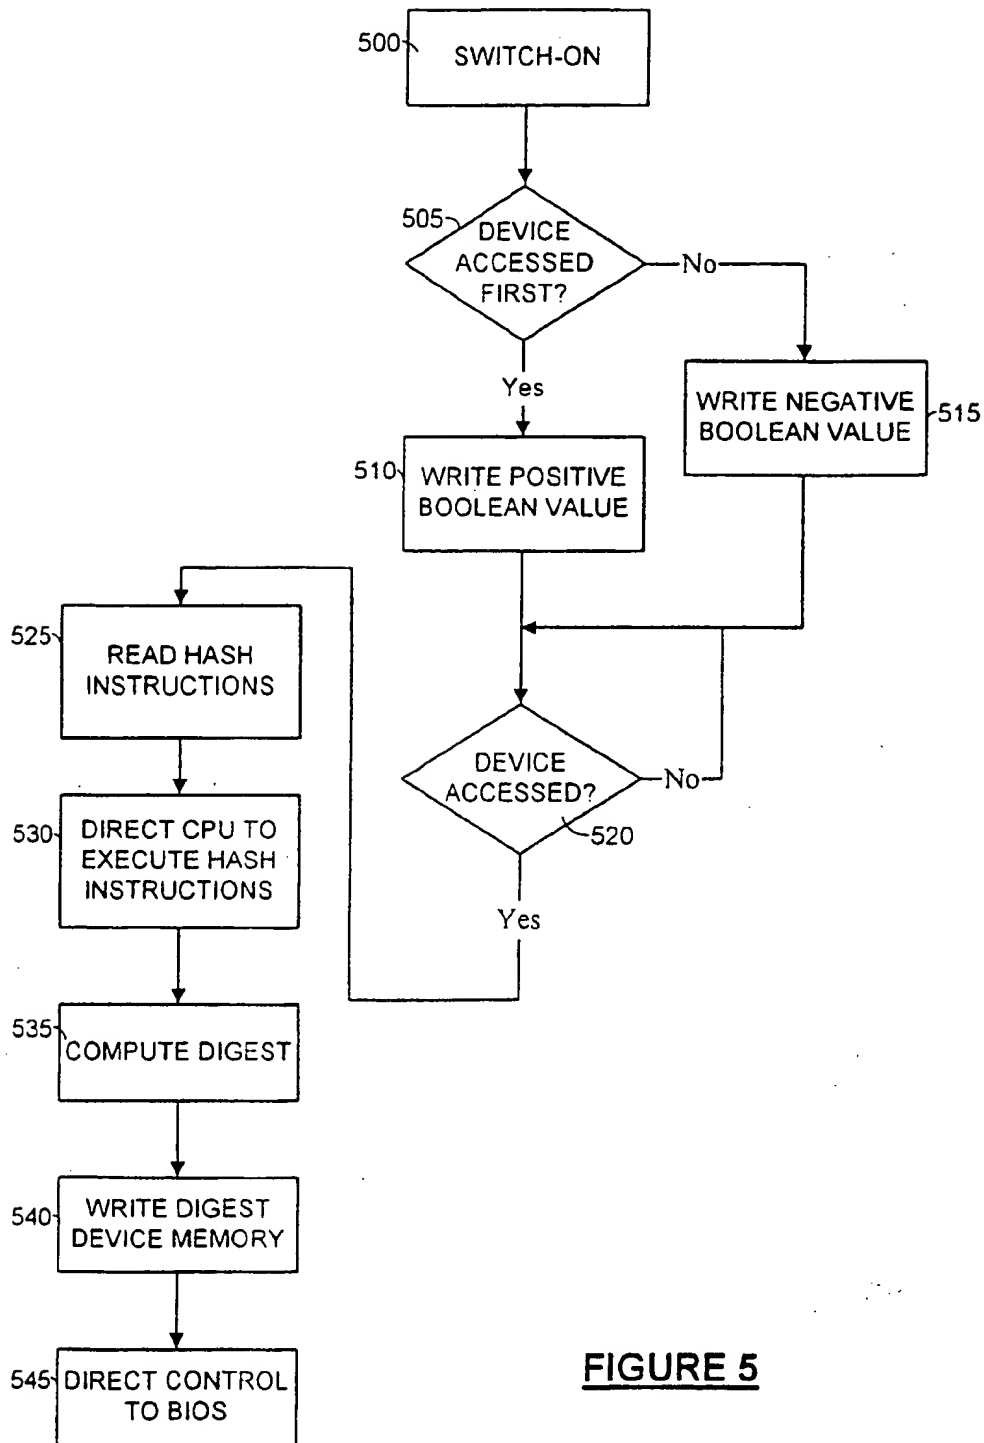 500
SWITCH-ON
505
DEVICE
ACCESSED
FIRST?
No
Yes
WRITE NEGATIVE
BOOLEAN VALUE
515
510
WRITE POSITIVE
BOOLEAN VALUE
525
READ HASH
INSTRUCTIONS
DEVICE
ACCESSED?
No
520
Yes
530
DIRECT CPU TO
EXECUTE HASH
INSTRUCTIONS
535
COMPUTE DIGEST
540
WRITE DIGEST
DEVICE MEMORY
545
DIRECT CONTROL
TO BIOS
FIGURE 5